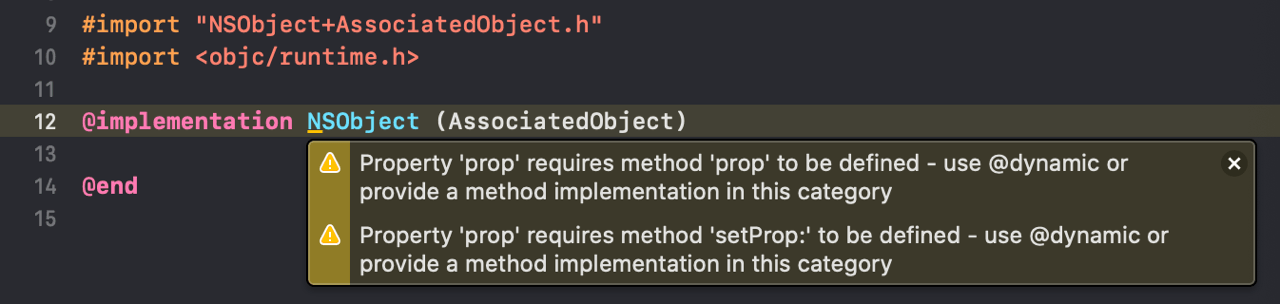 9 #import "NSObject+AssociatedObject.h"
10 #import <objc/runtime.h>
11
12 @implementation NSObject (AssociatedObject)
13
Property 'prop' requires method 'prop' to be defined - use @dynamic or
provide a method implementation in this category
14 @end
15
Property 'prop' requires method 'setProp:' to be defined - use @dynamic or
provide a method implementation in this category